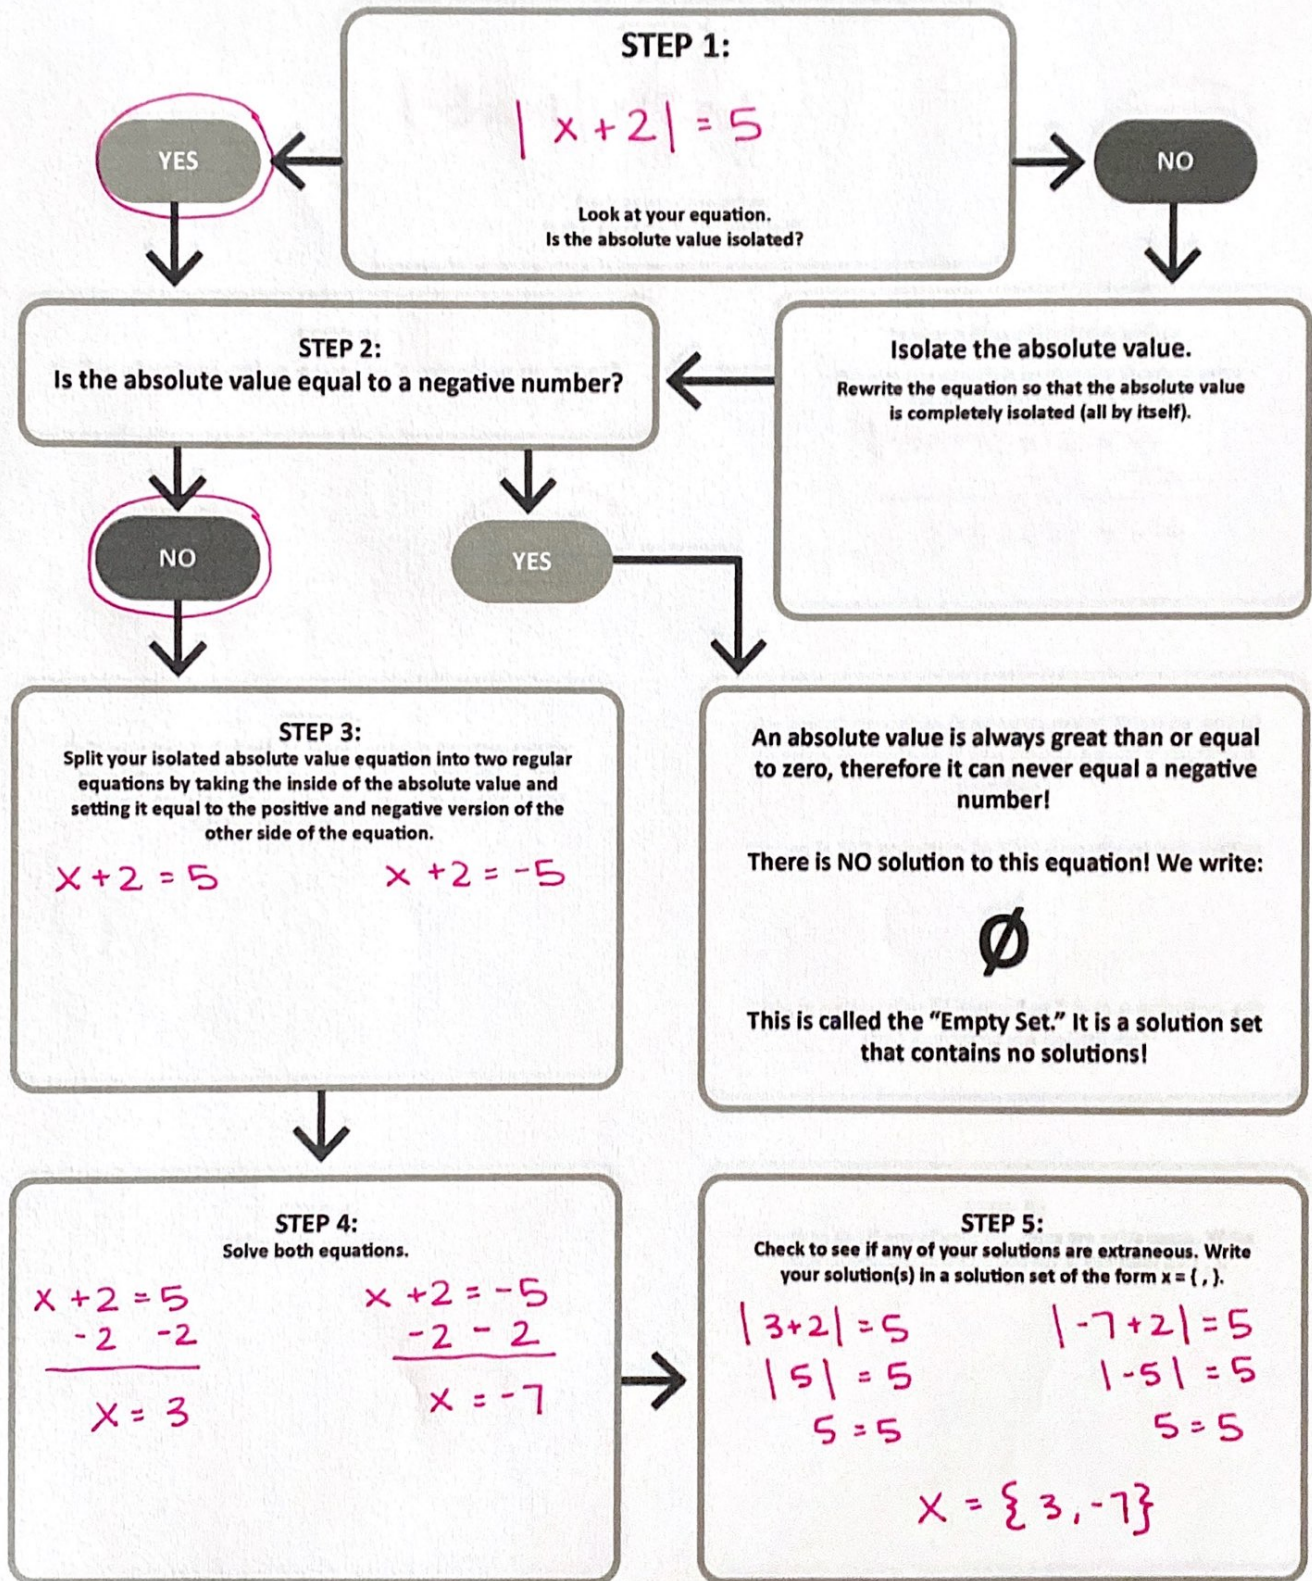 STEP 1:
| x + 2 | = 5
Look at your equation.
Is the absolute value isolated?
YES
NO
STEP 2:
Is the absolute value equal to a negative number?
Isolate the absolute value.
Rewrite the equation so that the absolute value
is completely isolated (all by itself).
NO
YES
STEP 3:
Split your isolated absolute value equation into two regular
equations by taking the inside of the absolute value and
setting it equal to the positive and negative version of the
other side of the equation.
x + 2 = 5
x + 2 = -5
An absolute value is always great than or equal
to zero, therefore it can never equal a negative
number!
There is NO solution to this equation! We write:
Ø
This is called the “Empty Set.” It is a solution set
that contains no solutions!
STEP 4:
Solve both equations.
x + 2 = 5
-2 -2
x = 3
x + 2 = -5
-2 - 2
x = -7
STEP 5:
Check to see if any of your solutions are extraneous. Write
your solution(s) in a solution set of the form x = { , }.
| 3+2 | = 5
| 5 | = 5
5 = 5
| -7 +2 | = 5
| -5 | = 5
5 = 5
x = { 3, -7}